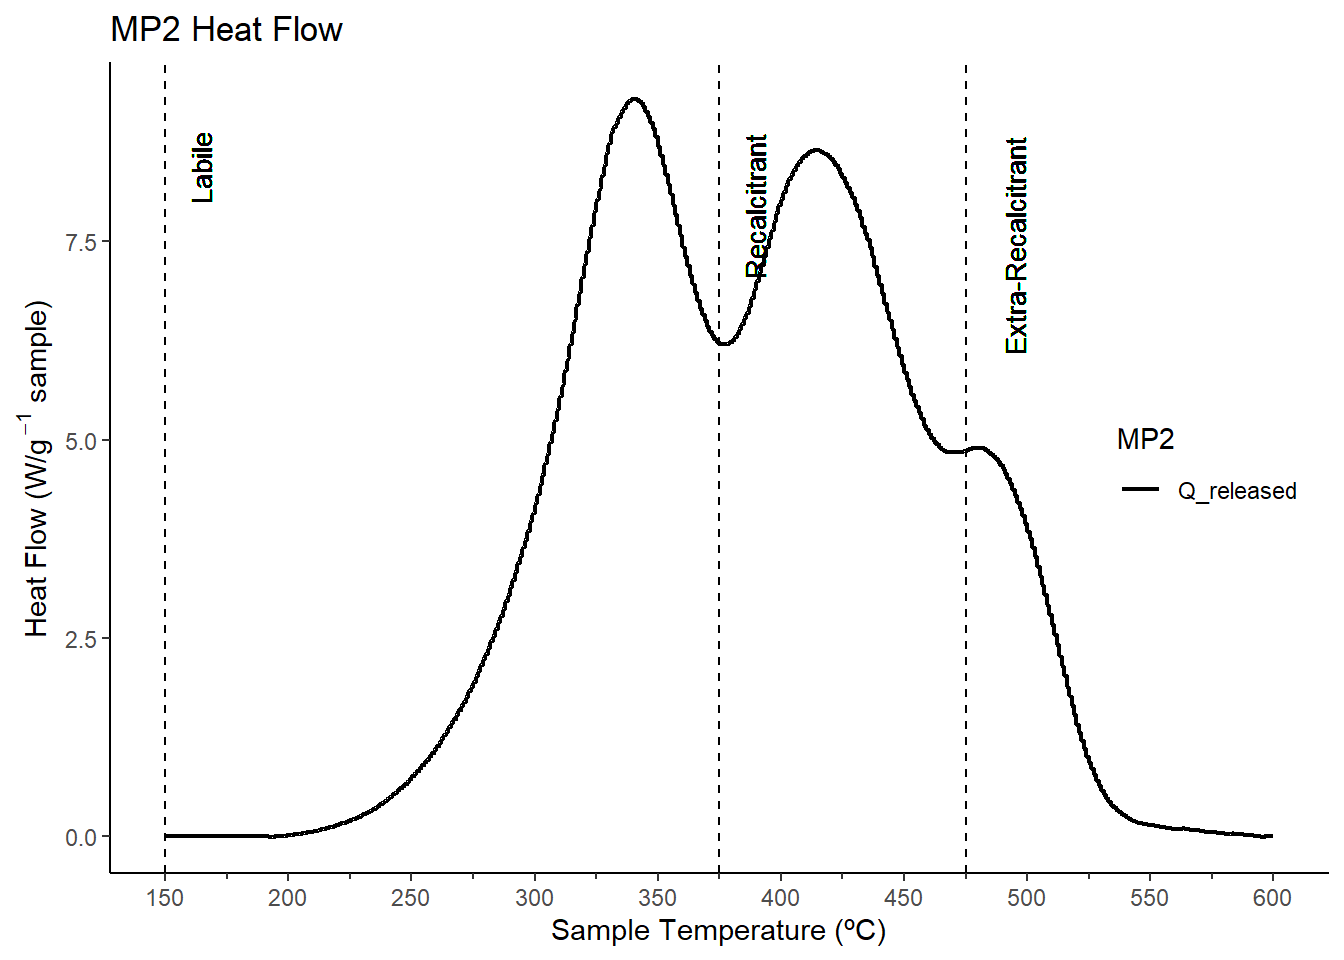 MP2 Heat Flow
Labile
Recalcitrant
Extra-Recalcitrant
Heat Flow (W/g⁻¹ sample)
7.5
5.0
2.5
0.0
MP2
Q_released
150 200 250 300 350 400 450 500 550 600
Sample Temperature (ºC)